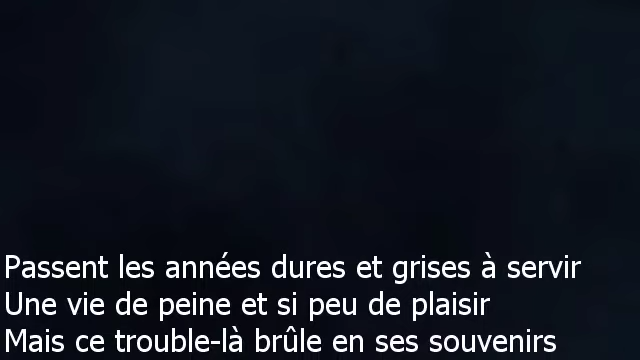 Passent les années dures et grises à servir
Une vie de peine et si peu de plaisir
Mais ce trouble-là brûle en ses souvenirs